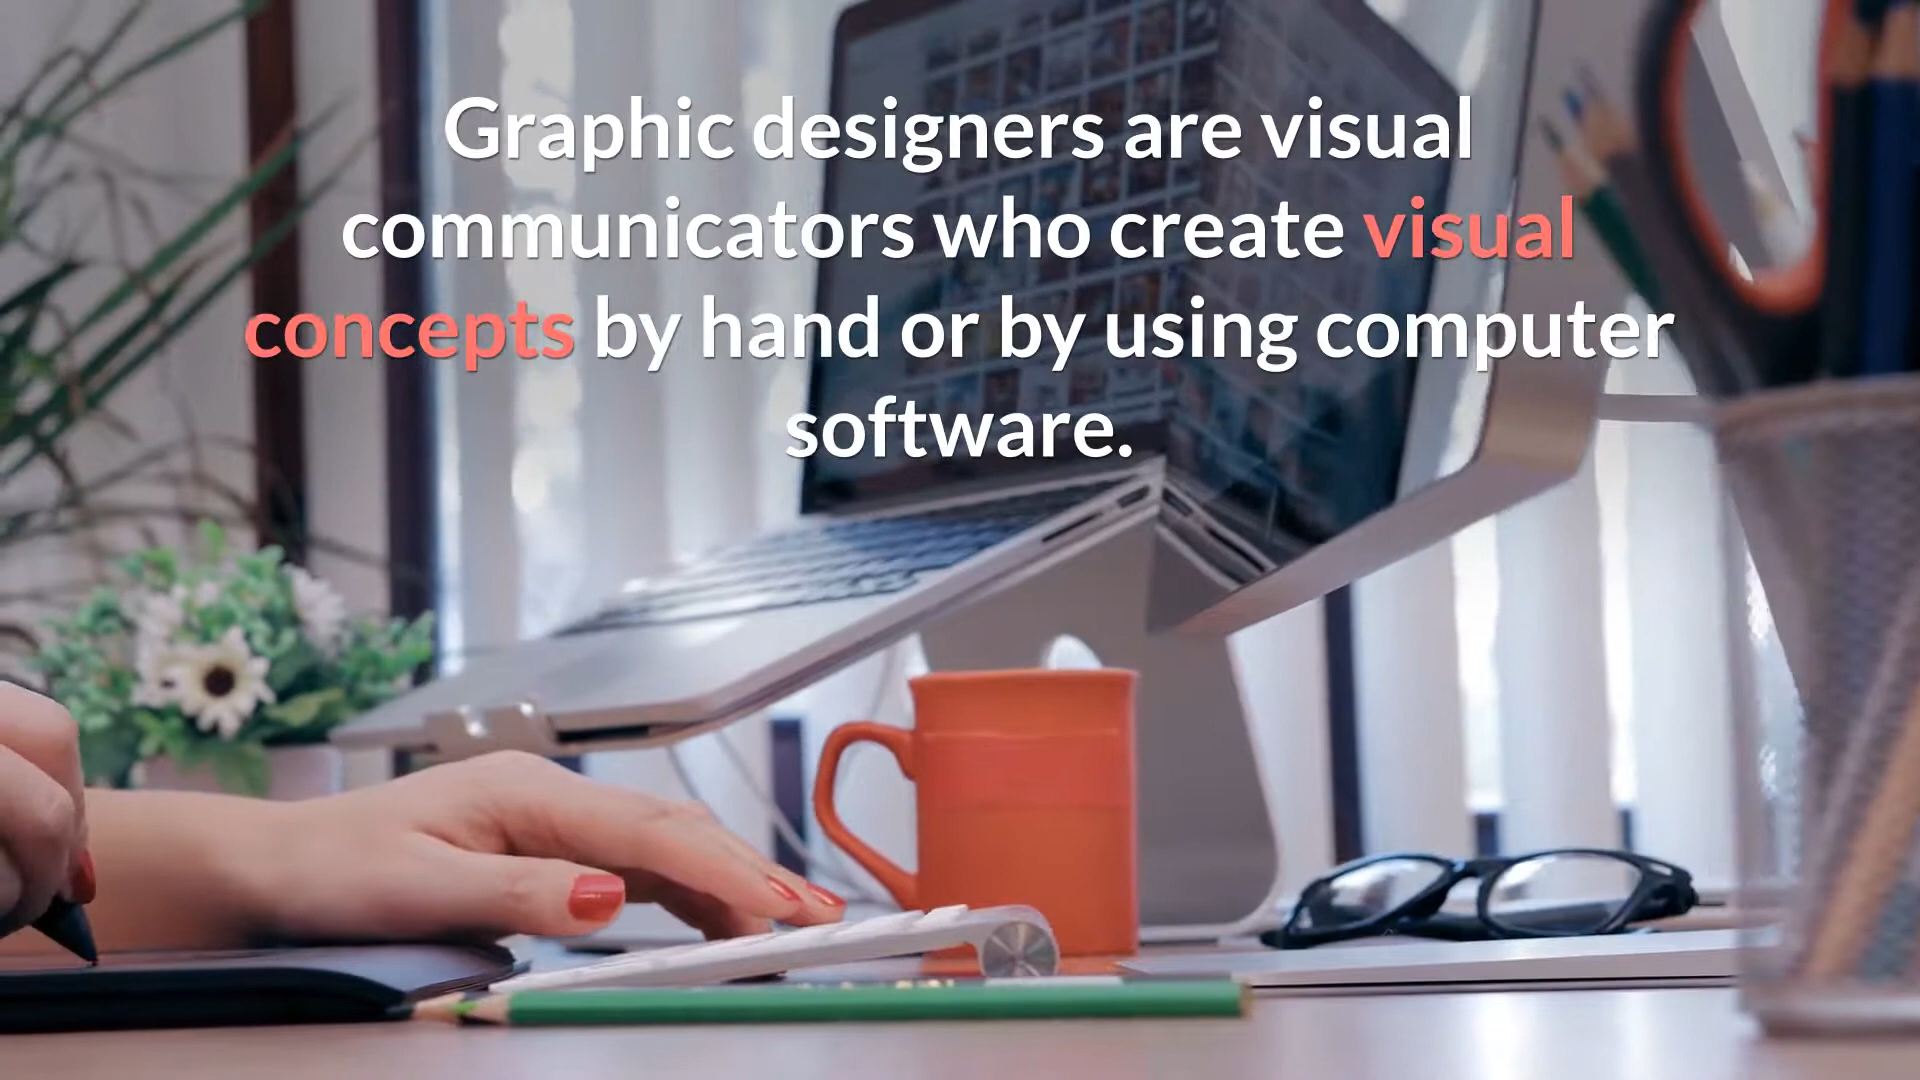 Graphic designers are visual
communicators who create visual
concepts by hand or by using computer
software.